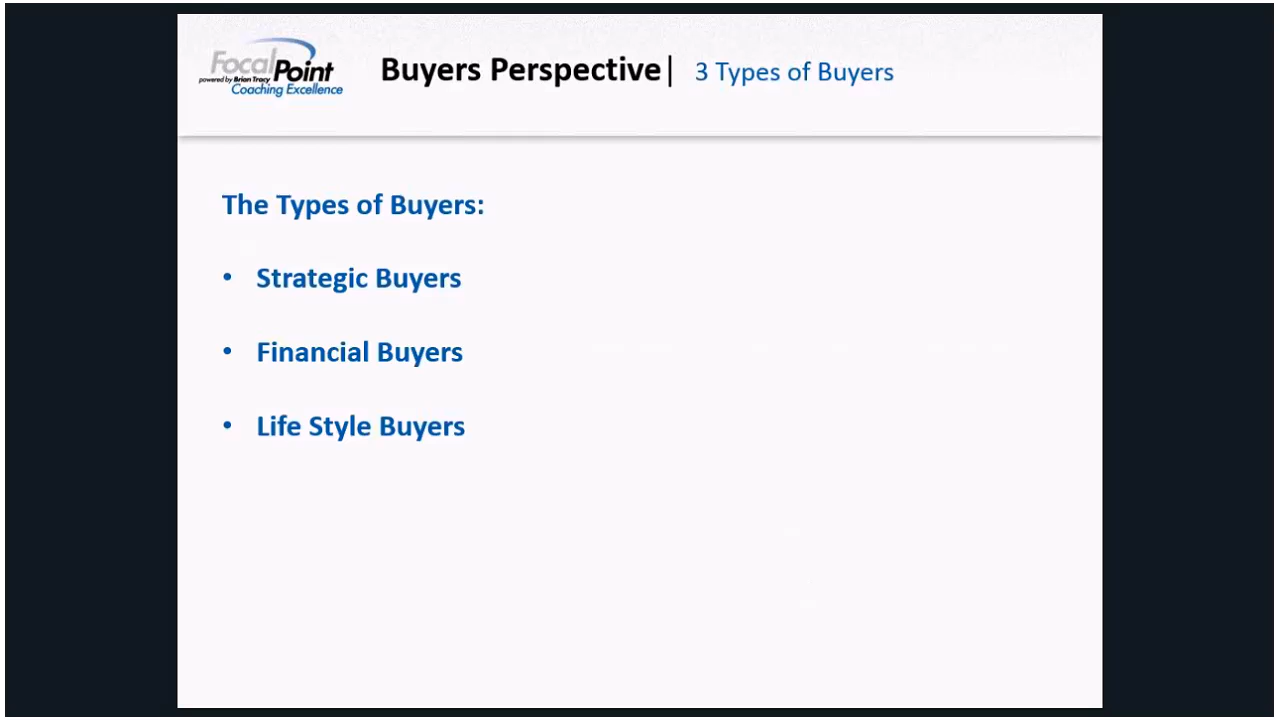 FocalPoint
powered by Brian Tracy
Coaching Excellence
Buyers Perspective| 3 Types of Buyers
The Types of Buyers:
• Strategic Buyers
• Financial Buyers
• Life Style Buyers